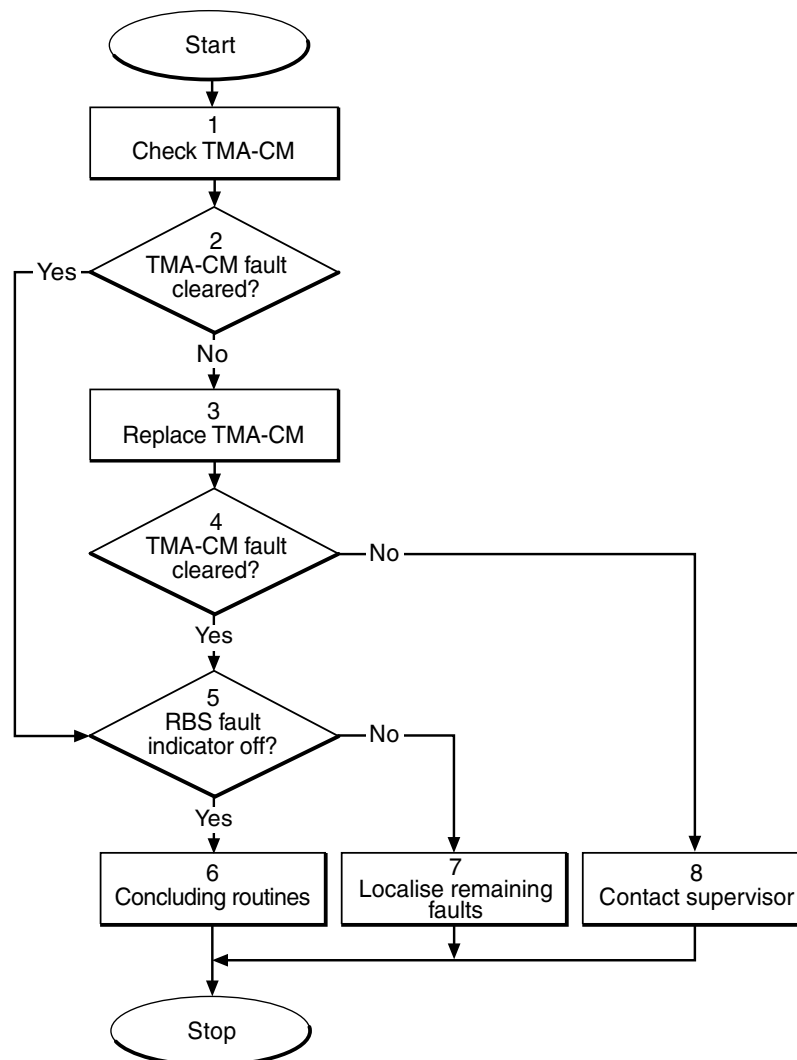 Start
1
Check TMA-CM
2
TMA-CM fault
cleared?
Yes
No
3
Replace TMA-CM
4
TMA-CM fault
cleared?
No
Yes
5
RBS fault
indicator off?
No
Yes
6
Concluding routines
7
Localise remaining
faults
8
Contact supervisor
Stop